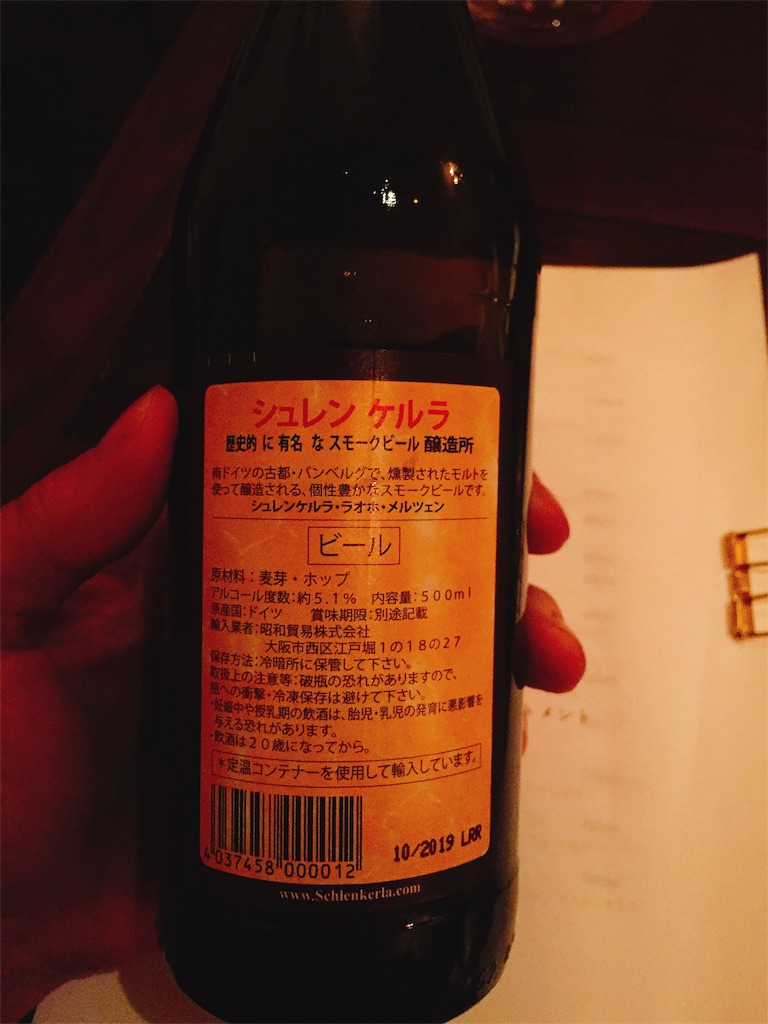 シュレン ケルラ
歴史的 に 有名 な スモークビール 醸造所
南ドイツの古都・バンベルグで、燻製されたモルトを
使って醸造される、個性豊かなスモークビールです。
シュレンケルラ・ラオホ・メルツェン
ビール
原材料：麦芽・ホップ
アルコール度数：約５.１％　内容量：５００ｍｌ
原産国：ドイツ　　賞味期限：別途記載
輸入業者：昭和貿易株式会社
大阪市西区江戸堀１の１８の２７
保存方法：冷暗所に保管して下さい。
取扱上の注意等：破瓶の恐れがありますので、
瓶への衝撃・冷凍保存は避けて下さい。
・妊娠中や授乳期の飲酒は、胎児・乳児の発育に悪影響を
与える恐れがあります。
・飲酒は２０歳になってから。
＊定温コンテナーを使用して輸入しています。
4 037458 000012
10/2019 LRR
www.Schlenkerla.com
メント